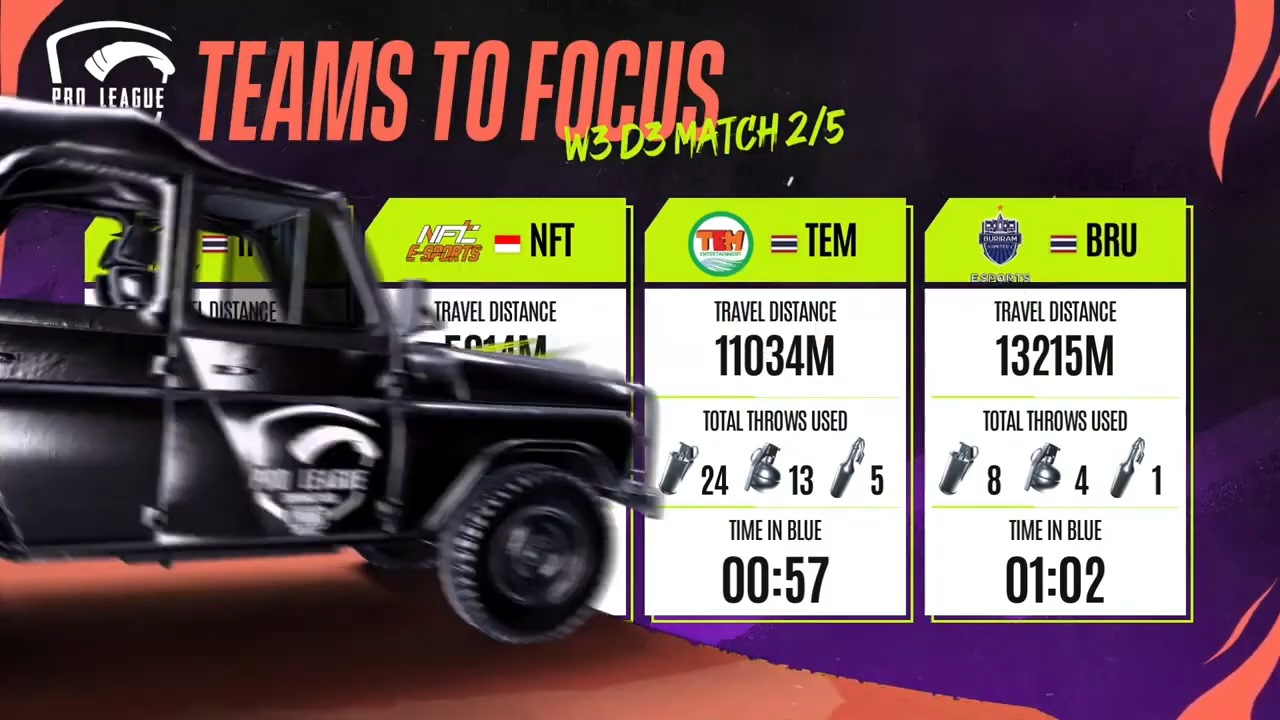 PRO LEAGUE
TEAMS TO FOCUS
W3 D3 MATCH 2/5
NFT E-SPORTS
NFT
TEM ENTERTAINMENT
TEM
BURIRAM UNITED
ESPORTS
BRU
DISTANCE
TRAVEL DISTANCE
TRAVEL DISTANCE
11034M
TRAVEL DISTANCE
13215M
TOTAL THROWS USED
24 13 5
TOTAL THROWS USED
8 4 1
PRO LEAGUE
TIME IN BLUE
00:57
TIME IN BLUE
01:02